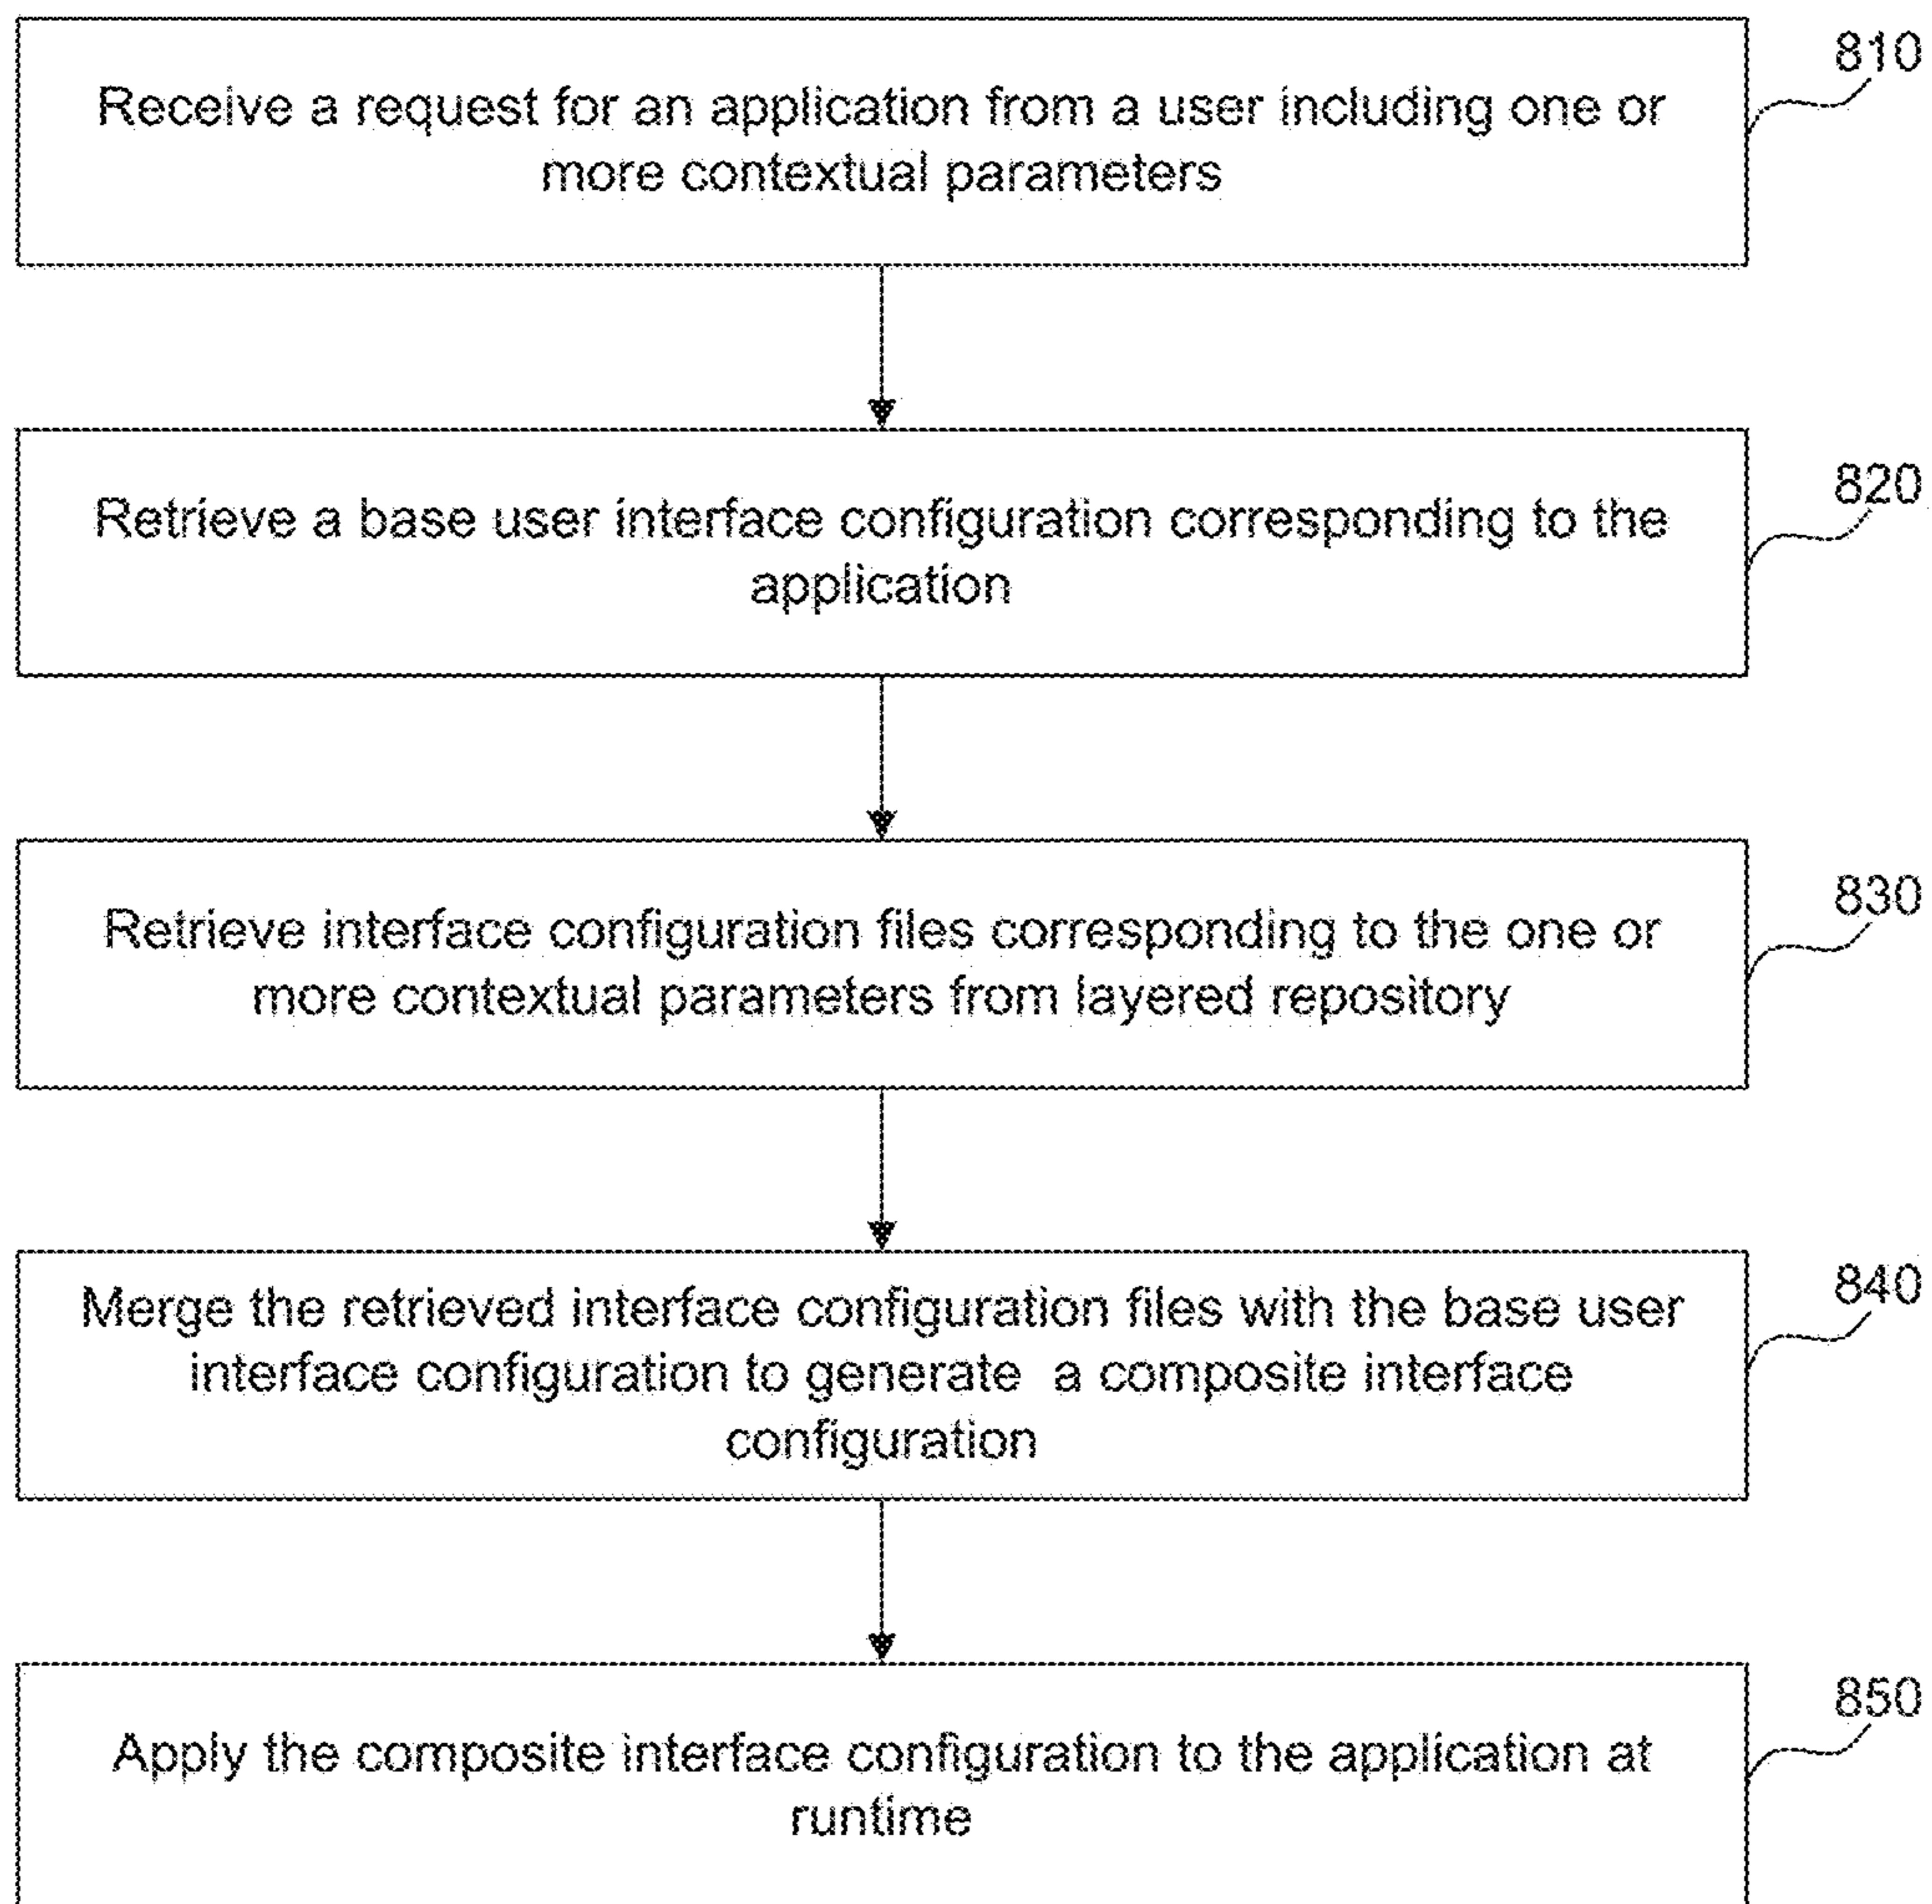 810
Receive a request for an application from a user including one or
more contextual parameters
820
Retrieve a base user interface configuration corresponding to the
application
830
Retrieve interface configuration files corresponding to the one or
more contextual parameters from layered repository
840
Merge the retrieved interface configuration files with the base user
interface configuration to generate a composite interface
configuration
850
Apply the composite interface configuration to the application at
runtime